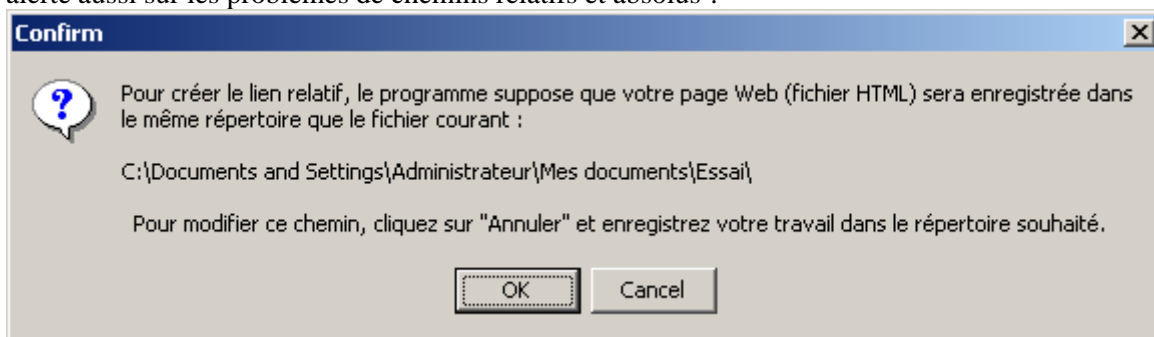 alerte aussi sur les problèmes de chemins relatifs et absolus :
Confirm
Pour créer le lien relatif, le programme suppose que votre page Web (fichier HTML) sera enregistrée dans
le même répertoire que le fichier courant :
C:\Documents and Settings\Administrateur\Mes documents\Essai\
Pour modifier ce chemin, cliquez sur "Annuler" et enregistrez votre travail dans le répertoire souhaité.
OK Cancel